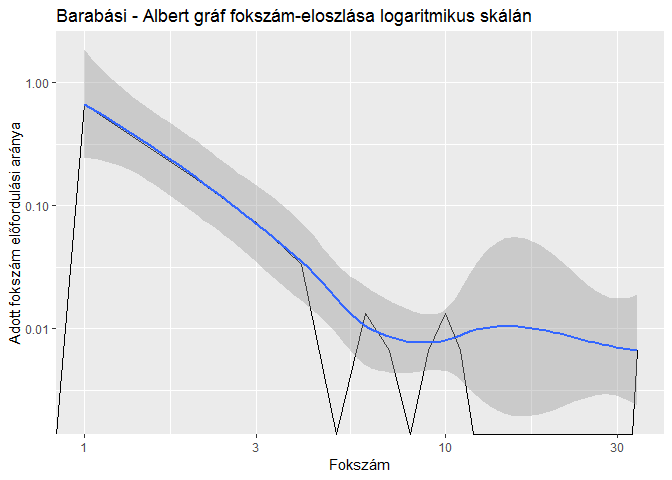 Barabási - Albert gráf fokszám-eloszlása logaritmikus skálán
Adott fokszám előfordulási aránya
1.00
0.10
0.01
1 3 10 30
Fokszám